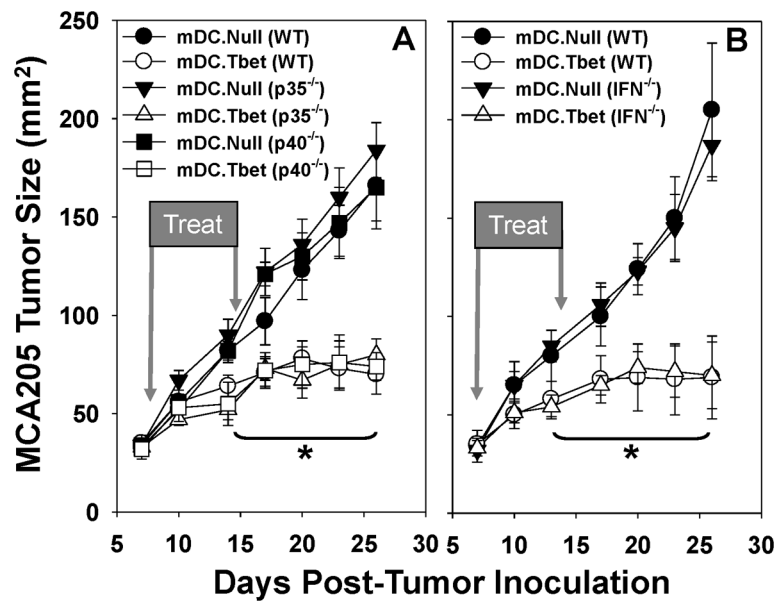 A
mDC.Null (WT)
mDC.Tbet (WT)
mDC.Null (p35-/-)
mDC.Tbet (p35-/-)
mDC.Null (p40-/-)
mDC.Tbet (p40-/-)
Treat
*
B
mDC.Null (WT)
mDC.Tbet (WT)
mDC.Null (IFN-/-)
mDC.Tbet (IFN-/-)
Treat
*
MCA205 Tumor Size (mm2)
250
200
150
100
50
0
5 10 15 20 25 30
5 10 15 20 25 30
Days Post-Tumor Inoculation